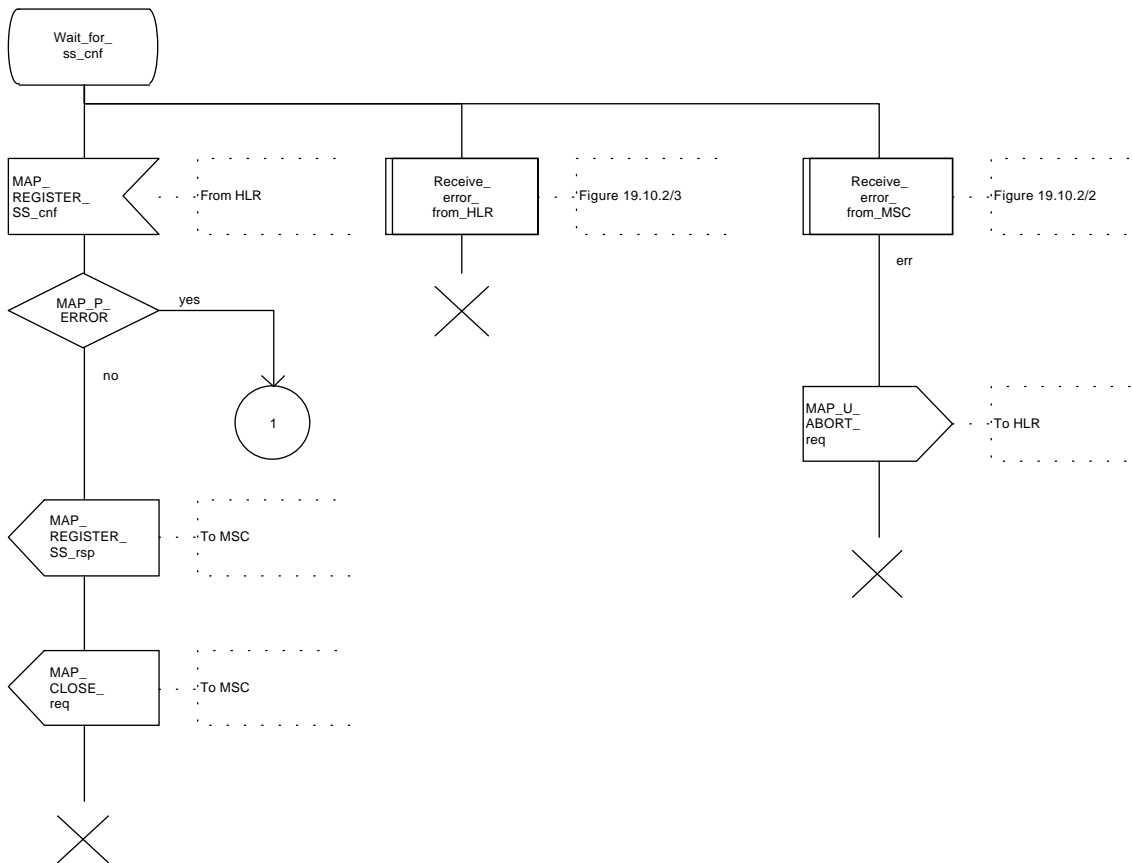 Wait_for_
ss_cnf
MAP_
REGISTER_
SS_cnf
From HLR
Receive_
error_
from_HLR
Figure 19.10.2/3
Receive_
error_
from_MSC
Figure 19.10.2/2
err
MAP_P_
ERROR
yes
no
1
MAP_U_
ABORT_
req
To HLR
MAP_
REGISTER_
SS_rsp
To MSC
MAP_
CLOSE_
req
To MSC